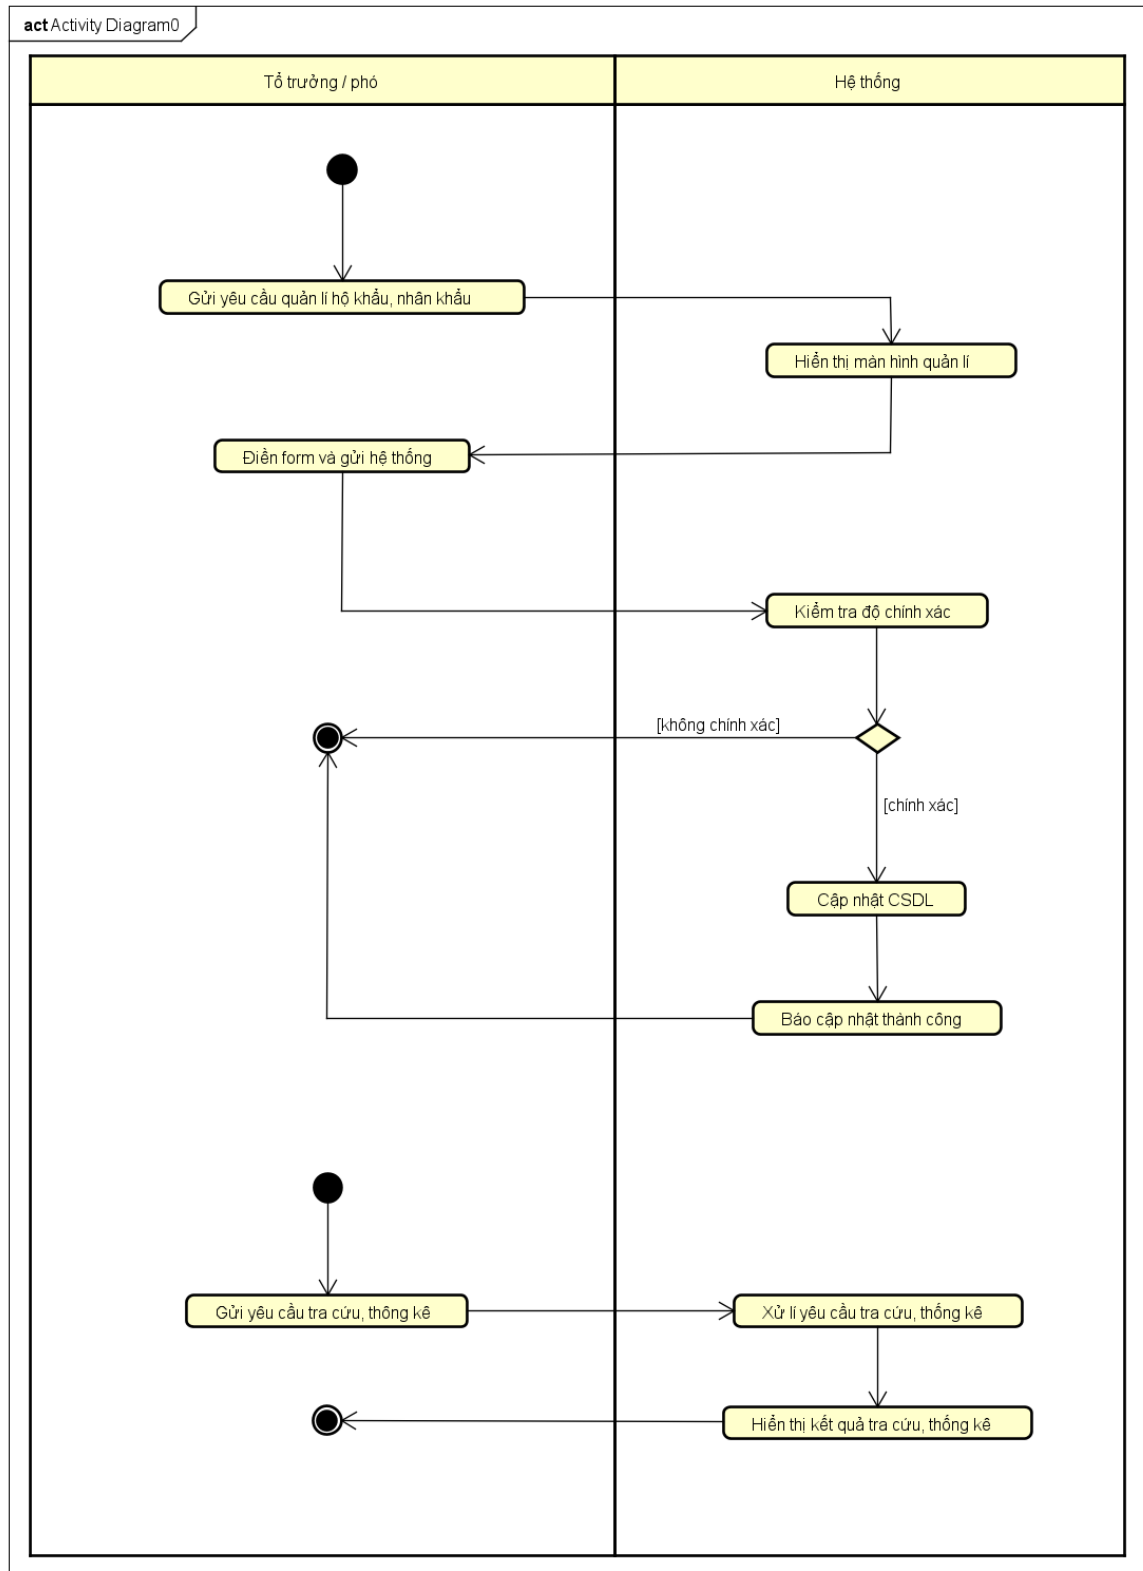 act Activity Diagram0
Tổ trưởng / phó
Hệ thống
Gửi yêu cầu quản lí hộ khẩu, nhân khẩu
Hiển thị màn hình quản lí
Điền form và gửi hệ thống
Kiểm tra độ chính xác
[không chính xác]
[chính xác]
Cập nhật CSDL
Báo cập nhật thành công
Gửi yêu cầu tra cứu, thông kê
Xử lí yêu cầu tra cứu, thống kê
Hiển thị kết quả tra cứu, thống kê